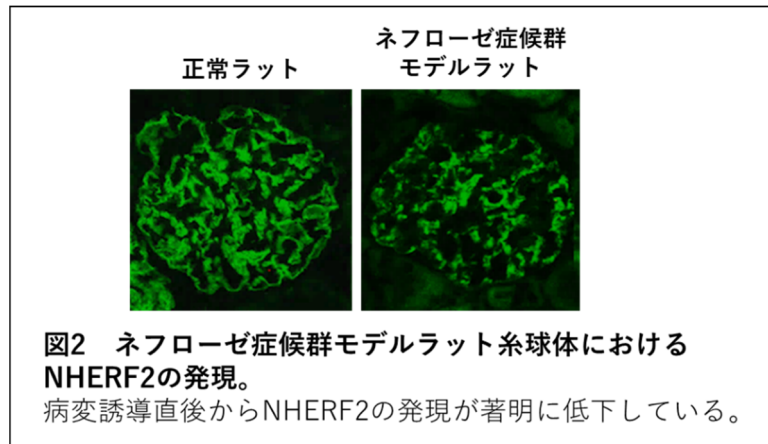 正常ラット
ネフローゼ症候群
モデルラット
図2　ネフローゼ症候群モデルラット糸球体における
NHERF2の発現。
病変誘導直後からNHERF2の発現が著明に低下している。